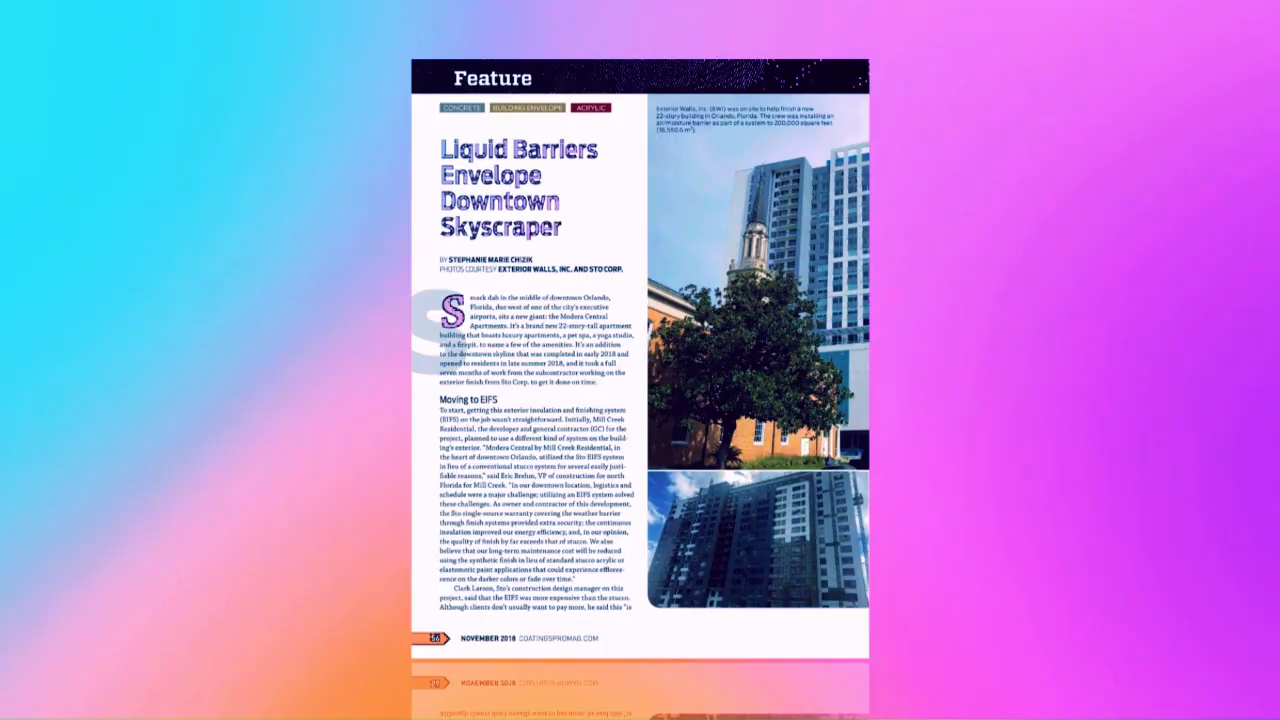 Feature
CONCRETE BUILDING ENVELOPE ACRYLIC
Exterior Walls, Inc. (EWI) was on site to help finish a new
22-story building in Orlando, Florida. The crew was installing an
air/moisture barrier as part of a system to 200,000 square feet
(18,580.6 m²).
Liquid Barriers
Envelope
Downtown
Skyscraper
BY STEPHANIE MARIE CHIZIK
PHOTOS COURTESY EXTERIOR WALLS, INC. AND STO CORP.
Smack dab in the middle of downtown Orlando,
Florida, due west of one of the city's executive
airports, sits a new giant: the Modera Central
Apartments. It's a brand new 22-story-tall apartment
building that boasts luxury apartments, a pet spa, a yoga studio,
and a firepit, to name a few of the amenities. It's an addition
to the downtown skyline that was completed in early 2018 and
opened to residents in late summer 2018, and it took a full
seven months of work from the subcontractor working on the
exterior finish from Sto Corp. to get it done on time.
Moving to EIFS
To start, getting this exterior insulation and finishing system
(EIFS) on the job wasn't straightforward. Initially, Mill Creek
Residential, the developer and general contractor (GC) for the
project, planned to use a different kind of system on the build-
ing's exterior. "Modera Central by Mill Creek Residential, in
the heart of downtown Orlando, utilized the Sto EIFS system
in lieu of a conventional stucco system for several easily justi-
fiable reasons," said Eric Brehm, VP of construction for north
Florida for Mill Creek. "In our downtown location, logistics and
schedule were a major challenge; utilizing an EIFS system solved
these challenges. As owner and contractor of this development,
the Sto single-source warranty covering the weather barrier
through finish systems provided extra security; the continuous
insulation improved our energy efficiency, and, in our opinion,
the quality of finish by far exceeds that of stucco. We also
believe that our long-term maintenance cost will be reduced
using the synthetic finish in lieu of standard stucco acrylic or
elastomeric paint applications that could experience efflores-
cence on the darker colors or fade over time."
Clark Larson, Sto's construction design manager on this
project, said that the EIFS was more expensive than the stucco.
Although clients don't usually want to pay more, he said this "is
56 NOVEMBER 2018 COATINGSPROMAG.COM